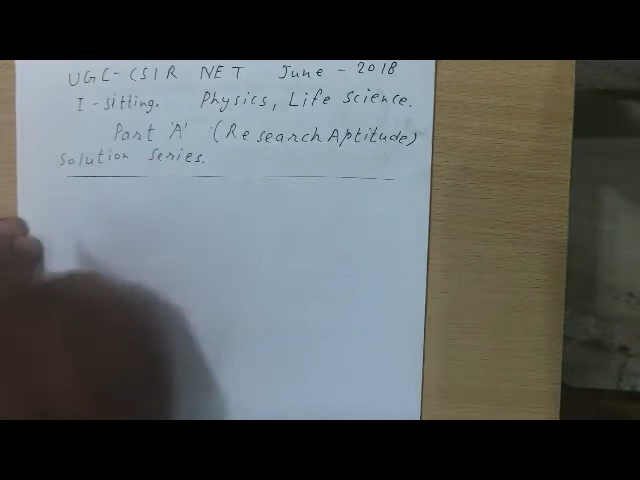 UGC-CSIR NET June - 2018
I-Sitting. Physics, Life Science.
Part 'A' (Research Aptitude)
Solution Series.